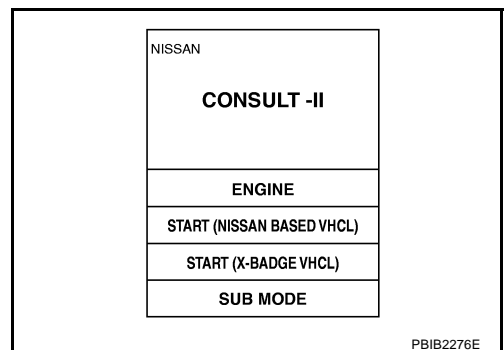 NISSAN
CONSULT -II
ENGINE
START (NISSAN BASED VHCL)
START (X-BADGE VHCL)
SUB MODE
PBIB2276E